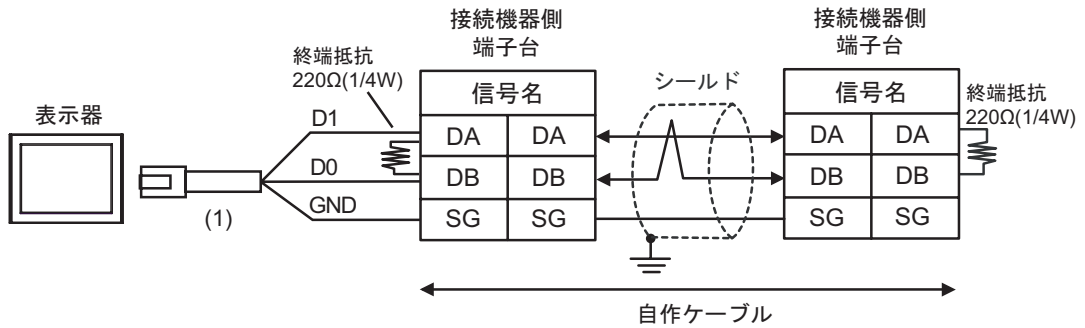 接続機器側
端子台
接続機器側
端子台
終端抵抗
220Ω(1/4W)
シールド
信号名
信号名
終端抵抗
220Ω(1/4W)
表示器
D1
DA DA
DA DA
D0
DB DB
DB DB
GND
SG SG
SG SG
(1)
自作ケーブル